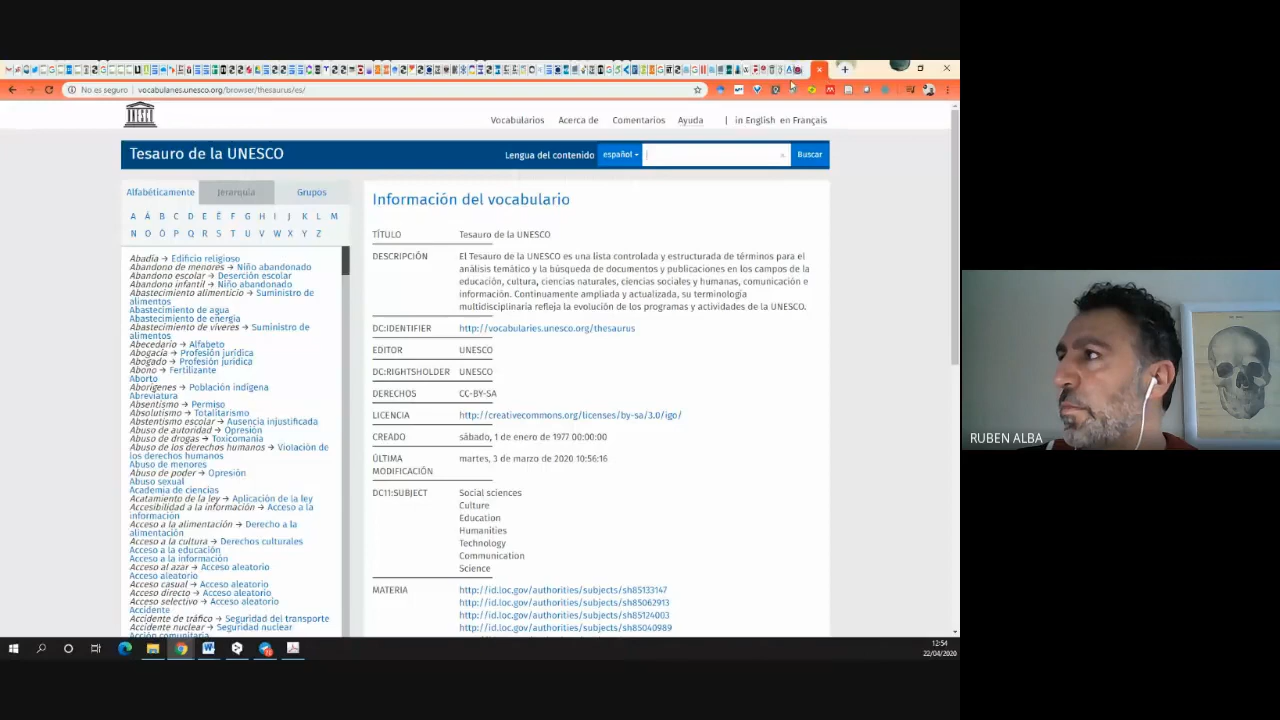 No es seguro | vocabularies.unesco.org/browser/thesaurus/es/
Vocabularios Acerca de Comentarios Ayuda | in English en Français
Tesauro de la UNESCO
Lengua del contenido español Buscar
Alfabéticamente Jerarquía Grupos
A Á B C D E É F G H I J K L M
N O Ó P Q R S T U V W X Y Z
Abadía → Edificio religioso
Abandono de menores → Niño abandonado
Abandono escolar → Deserción escolar
Abandono infantil → Niño abandonado
Abastecimiento alimenticio → Suministro de
alimentos
Abastecimiento de agua
Abastecimiento de energía
Abastecimiento de víveres → Suministro de
alimentos
Abecedario → Alfabeto
Abogacía → Profesión jurídica
Abogado → Profesión jurídica
Abono → Fertilizante
Aborto
Aborígenes → Población indígena
Abreviatura
Absentismo → Permiso
Absolutismo → Totalitarismo
Abstentismo escolar → Ausencia injustificada
Abuso de autoridad → Opresión
Abuso de drogas → Toxicomanía
Abuso de los derechos humanos → Violación de
los derechos humanos
Abuso de menores
Abuso de poder → Opresión
Abuso sexual
Academia de ciencias
Acatamiento de la ley → Aplicación de la ley
Accesibilidad a la información → Acceso a la
información
Acceso a la alimentación → Derecho a la
alimentación
Acceso a la cultura → Derechos culturales
Acceso a la educación
Acceso a la información
Acceso al azar → Acceso aleatorio
Acceso aleatorio
Acceso casual → Acceso aleatorio
Acceso directo → Acceso aleatorio
Acceso selectivo → Acceso aleatorio
Accidente
Accidente de tráfico → Seguridad del transporte
Accidente nuclear → Seguridad nuclear
Acción comunitaria
Información del vocabulario
TÍTULO Tesauro de la UNESCO
DESCRIPCIÓN El Tesauro de la UNESCO es una lista controlada y estructurada de términos para el
análisis temático y la búsqueda de documentos y publicaciones en los campos de la
educación, cultura, ciencias naturales, ciencias sociales y humanas, comunicación e
información. Continuamente ampliada y actualizada, su terminología
multidisciplinaria refleja la evolución de los programas y actividades de la UNESCO.
DC:IDENTIFIER http://vocabularies.unesco.org/thesaurus
EDITOR UNESCO
DC:RIGHTSHOLDER UNESCO
DERECHOS CC-BY-SA
LICENCIA http://creativecommons.org/licenses/by-sa/3.0/igo/
CREADO sábado, 1 de enero de 1977 00:00:00
ÚLTIMA MODIFICACIÓN martes, 3 de marzo de 2020 10:56:16
DC11:SUBJECT Social sciences
Culture
Education
Humanities
Technology
Communication
Science
MATERIA http://id.loc.gov/authorities/subjects/sh85133147
http://id.loc.gov/authorities/subjects/sh85062913
http://id.loc.gov/authorities/subjects/sh85124003
http://id.loc.gov/authorities/subjects/sh85040989
12:54
22/04/2020
RUBEN ALBA